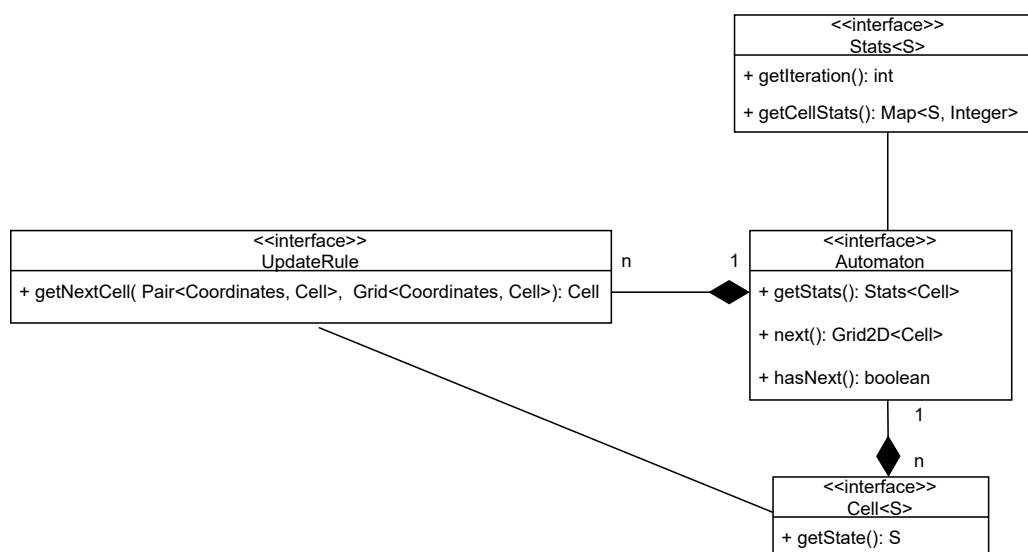 <<interface>>
Stats<S>
+ getIteration(): int
+ getCellStats(): Map<S, Integer>
<<interface>>
UpdateRule
+ getNextCell( Pair<Coordinates, Cell>,  Grid<Coordinates, Cell>): Cell
n
1
<<interface>>
Automaton
+ getStats(): Stats<Cell>
+ next(): Grid2D<Cell>
+ hasNext(): boolean
1
n
<<interface>>
Cell<S>
+ getState(): S